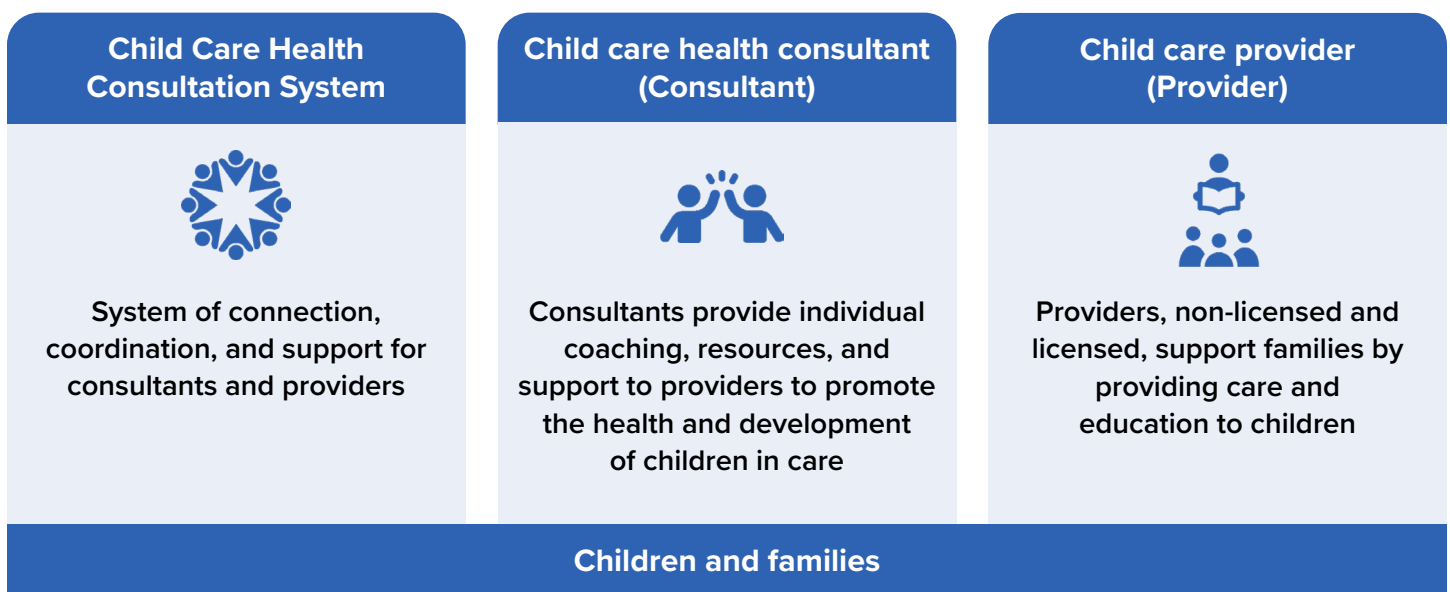 Child Care Health
Consultation System
System of connection,
coordination, and support for
consultants and providers
Child care health consultant
(Consultant)
Consultants provide individual
coaching, resources, and
support to providers to promote
the health and development
of children in care
Child care provider
(Provider)
Providers, non-licensed and
licensed, support families by
providing care and
education to children
Children and families